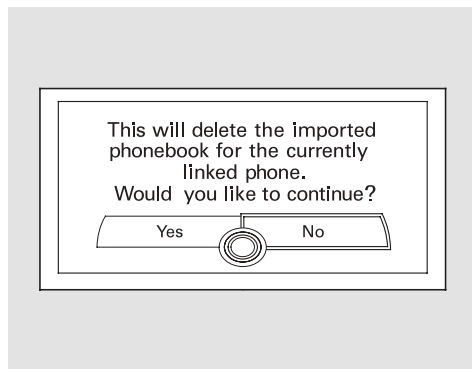 This will delete the imported
phonebook for the currently
linked phone.
Would you like to continue?
Yes
No